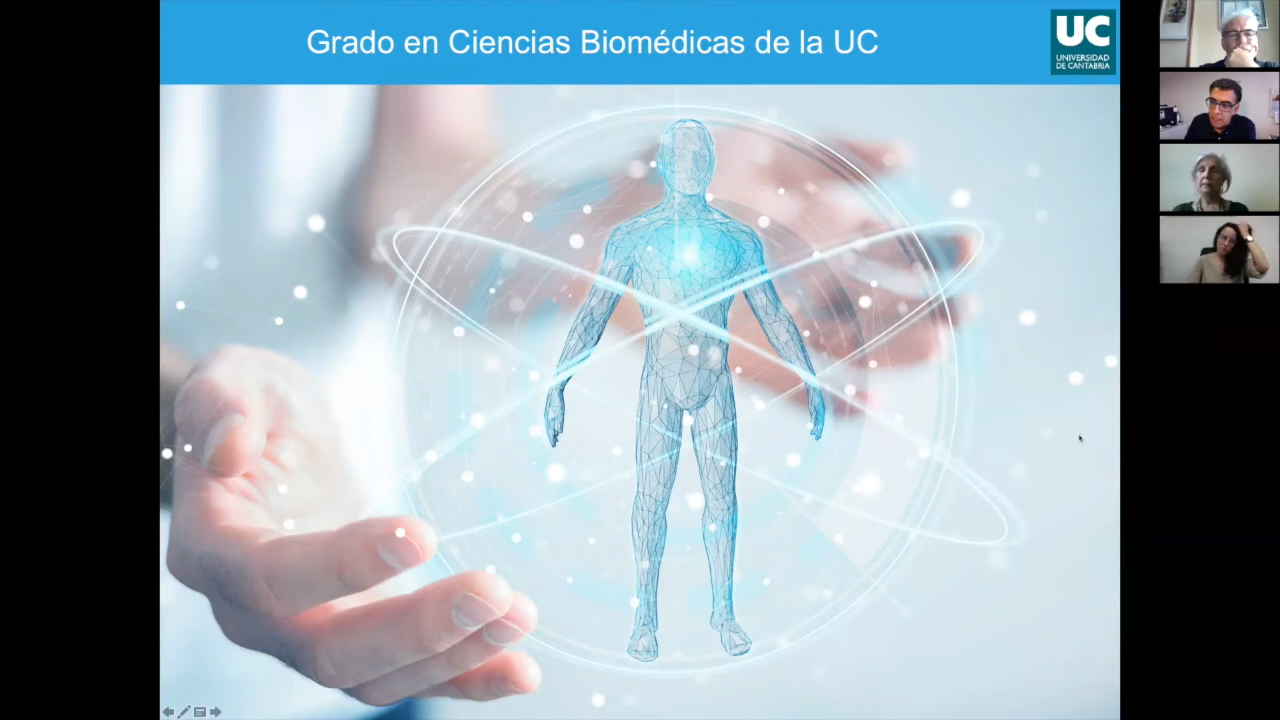 Grado en Ciencias Biomédicas de la UC
UC
UNIVERSIDAD
DE CANTABRIA